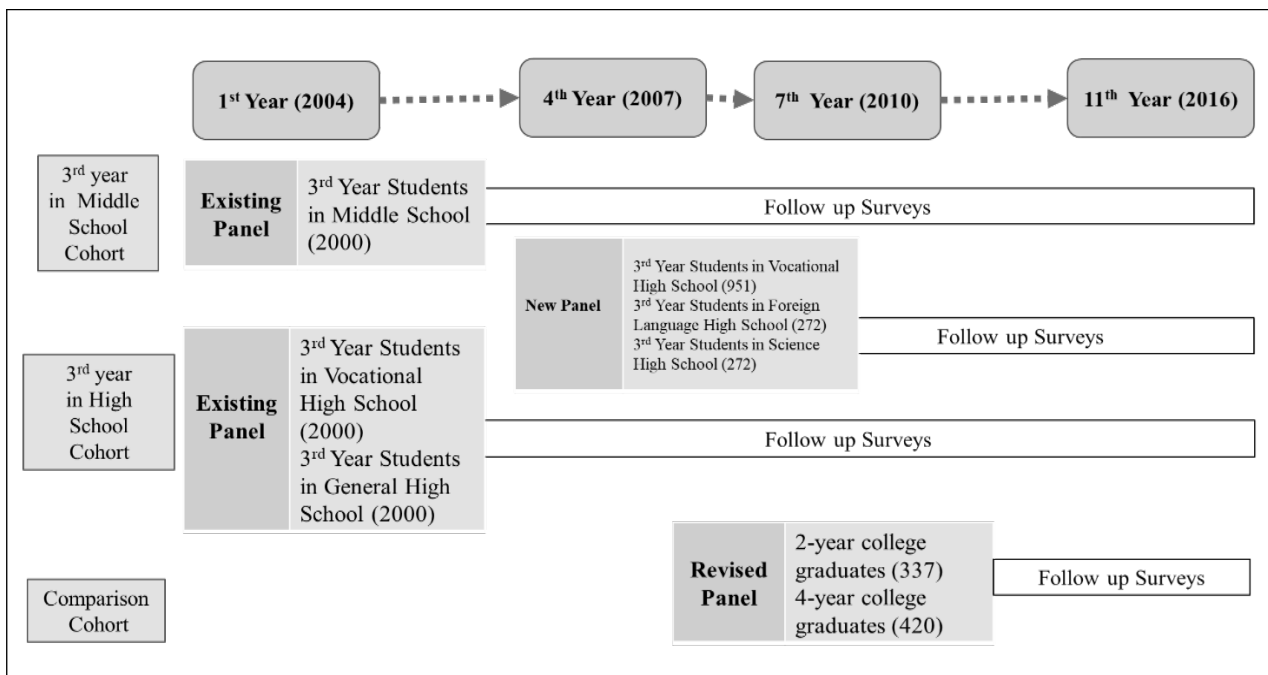 1st Year (2004)
4th Year (2007)
7th Year (2010)
11th Year (2016)
3rd year
in Middle
School
Cohort
Existing
Panel
3rd Year Students
in Middle School
(2000)
Follow up Surveys
New Panel
3rd Year Students in Vocational
High School (951)
3rd Year Students in Foreign
Language High School (272)
3rd Year Students in Science
High School (272)
Follow up Surveys
3rd year
in High
School
Cohort
Existing
Panel
3rd Year Students
in Vocational
High School
(2000)
3rd Year Students
in General High
School (2000)
Follow up Surveys
Comparison
Cohort
Revised
Panel
2-year college
graduates (337)
4-year college
graduates (420)
Follow up Surveys